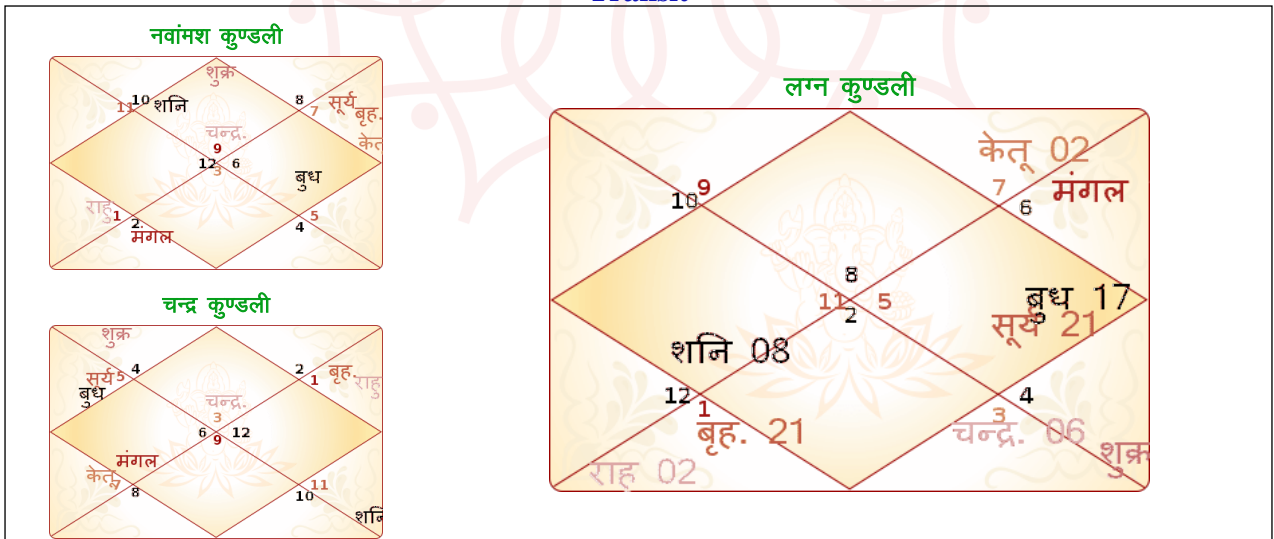 Transit
नवांमश कुण्डली
शुक्र
10 शनि
11
8
7
सूर्य
बृह.
केत
चन्द्र.
9
12 6
3
बुध
राहु 1
2
मंगल
5
4
चन्द्र कुण्डली
शुक्र
4
सूर्य 5
बुध
2
1
बृह.
राहु
चन्द्र.
3
6 12
9
मंगल
केतू 7
8
11
10
शनि
लग्न कुण्डली
केतू 02
7
मंगल
6
9
10
8
11 5
2
बुध 17
सूर्य 21
शनि 08
12
1
बृह. 21
राह 02
4
3
चन्द्र. 06
शुक्र